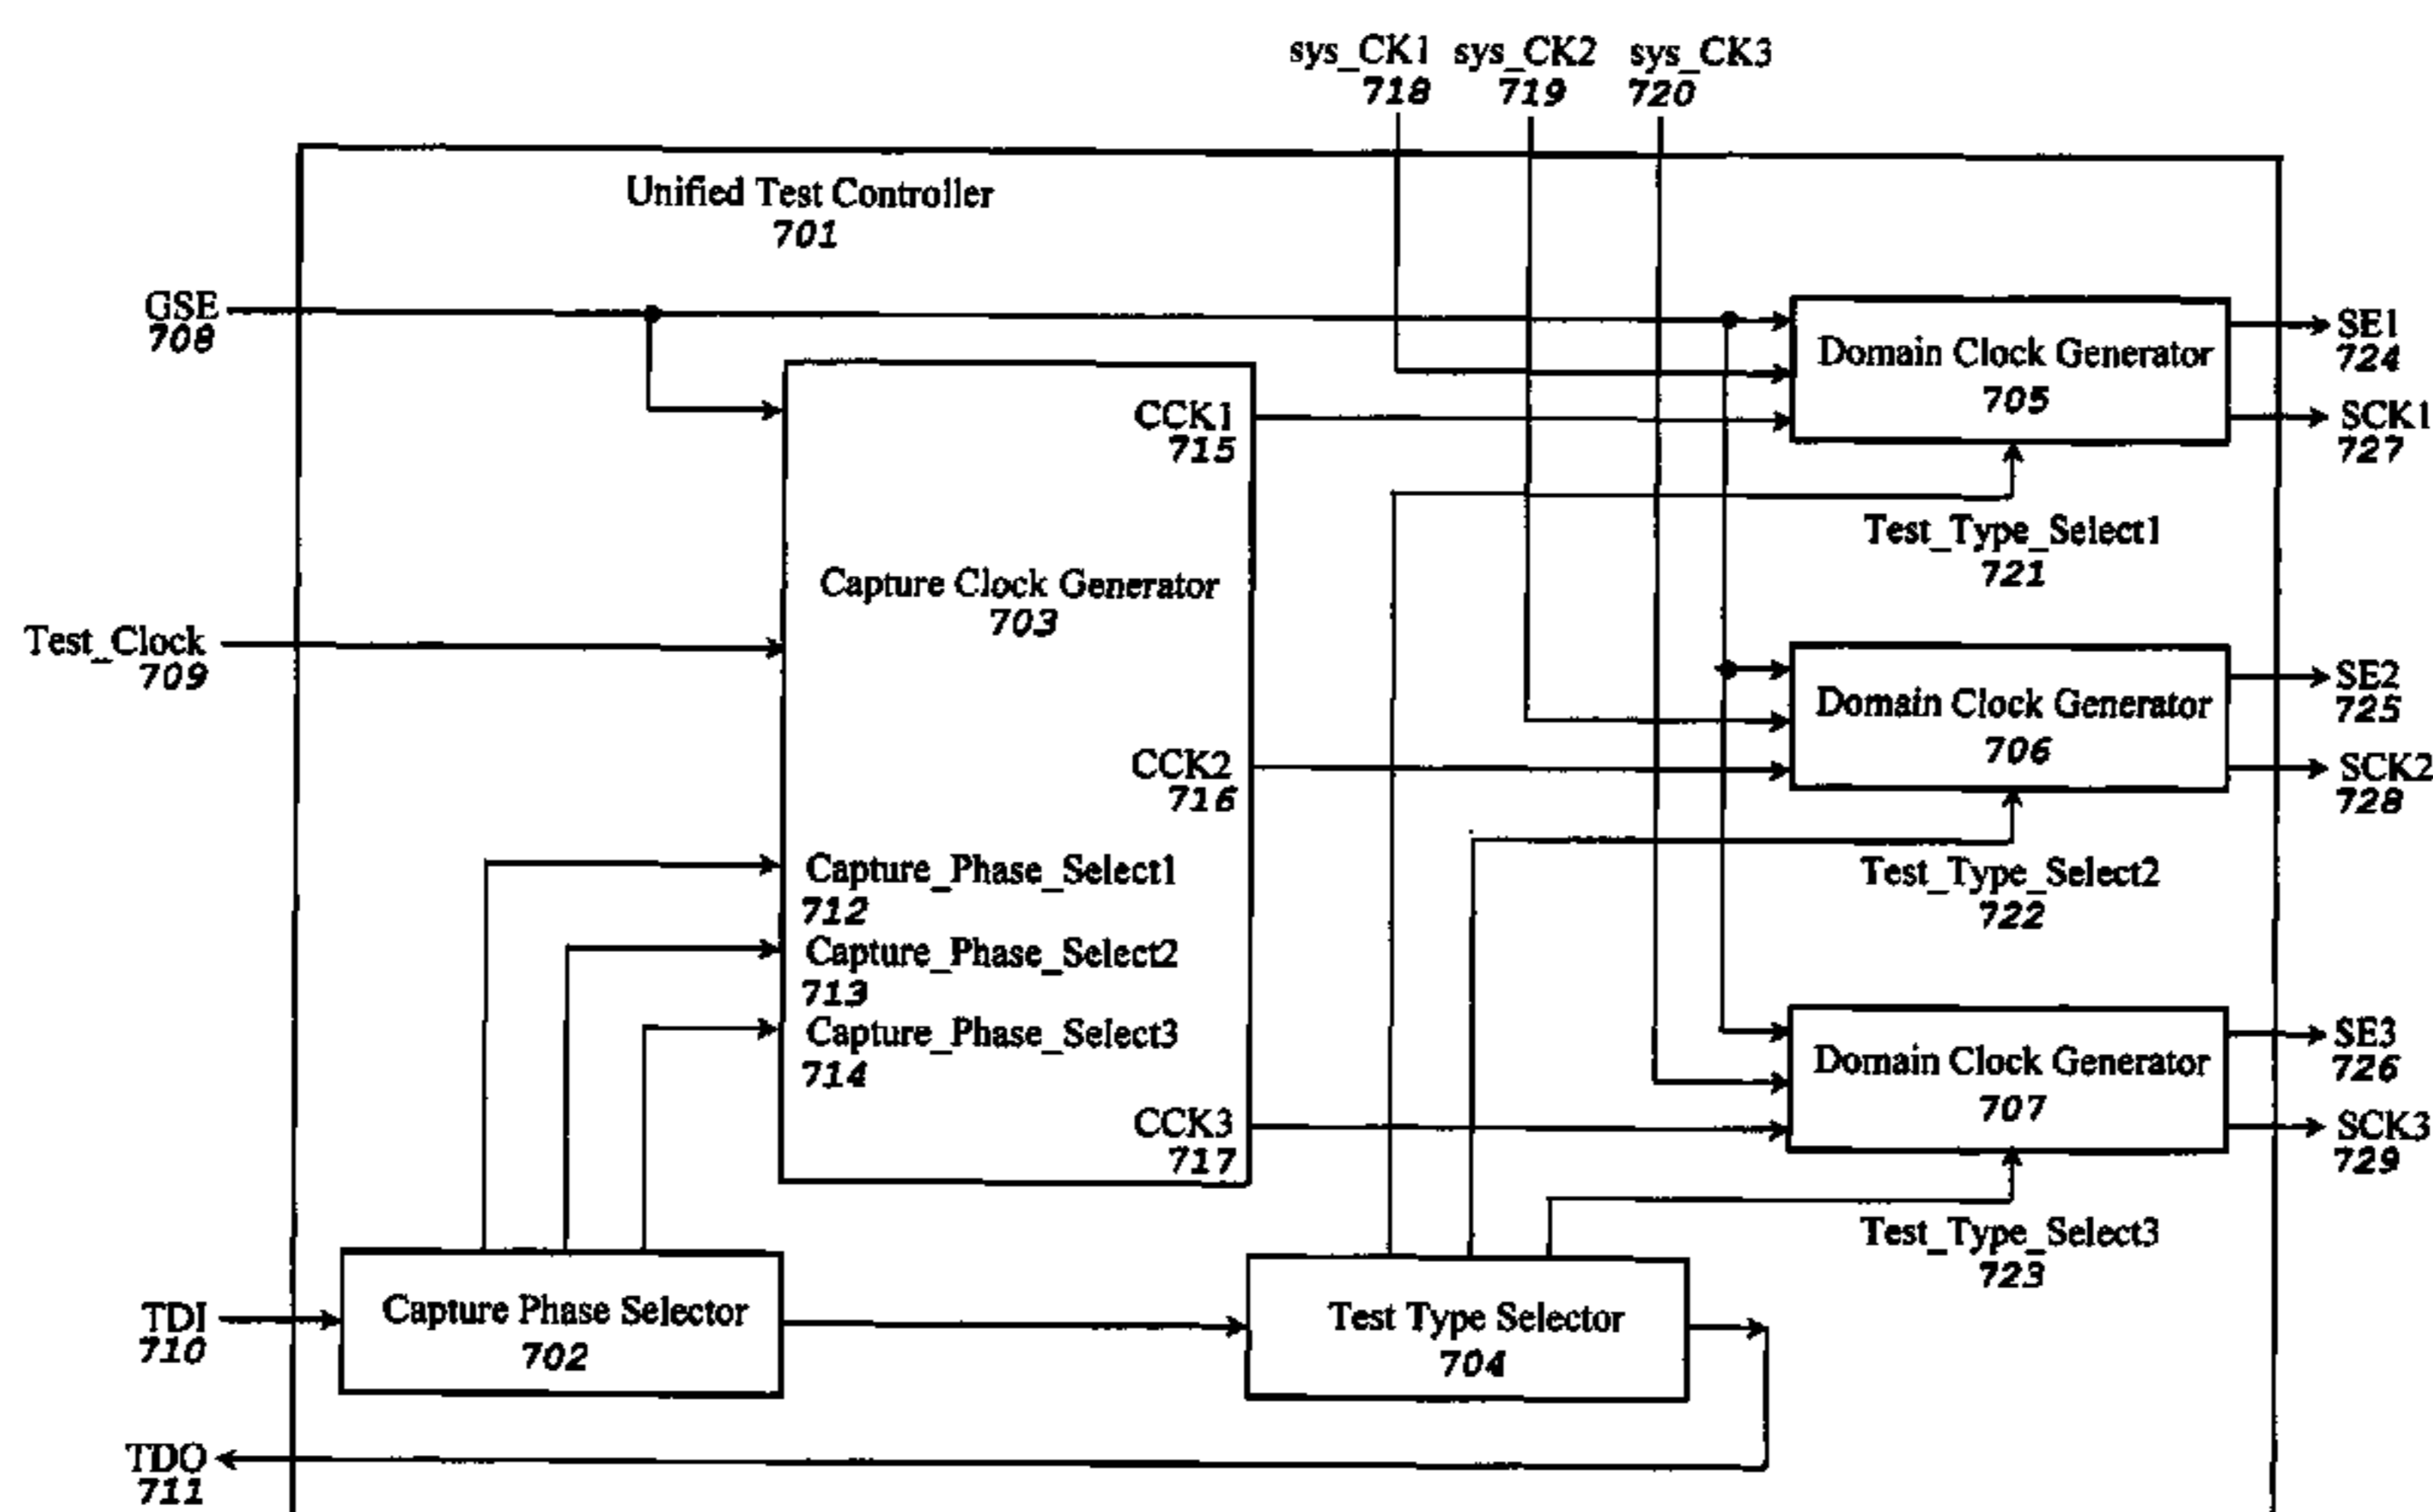 sys_CK1 sys_CK2 sys_CK3
718 719 720
Unified Test Controller
701
GSE
708
Domain Clock Generator
705
SE1
724
SCK1
727
CCK1
715
Test_Type_Select1
721
Capture Clock Generator
703
Test_Clock
709
Domain Clock Generator
706
SE2
725
SCK2
728
CCK2
716
Test_Type_Select2
722
Capture_Phase_Select1
712
Capture_Phase_Select2
713
Capture_Phase_Select3
714
Domain Clock Generator
707
SE3
726
SCK3
729
CCK3
717
Test_Type_Select3
723
TDI
710
Capture Phase Selector
702
Test Type Selector
704
TDO
711